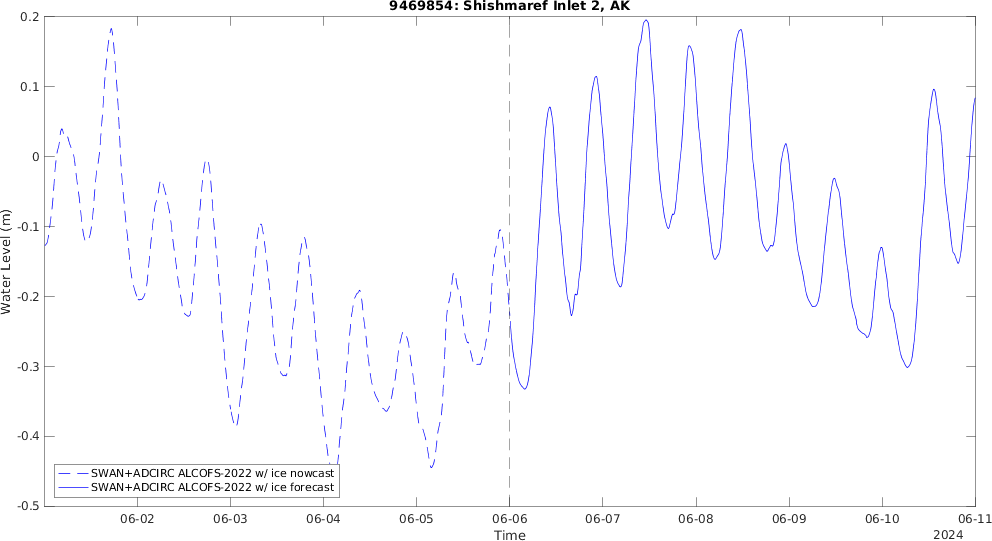 9469854: Shishmaref Inlet 2, AK
0.2
0.1
0
-0.1
-0.2
-0.3
-0.4
-0.5
Water Level (m)
SWAN+ADCIRC ALCOFS-2022 w/ ice nowcast
SWAN+ADCIRC ALCOFS-2022 w/ ice forecast
06-02 06-03 06-04 06-05 06-06 06-07 06-08 06-09 06-10 06-11
Time
2024